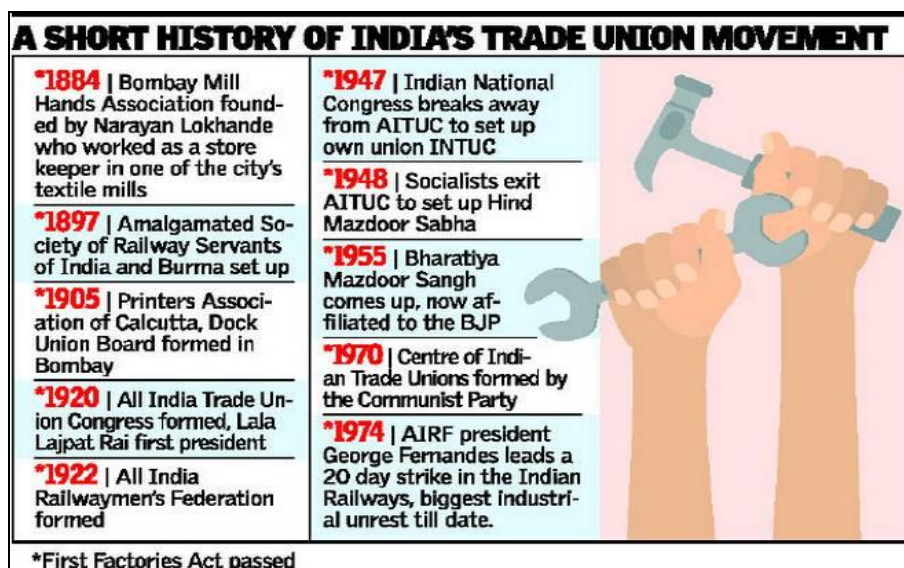 A SHORT HISTORY OF INDIA'S TRADE UNION MOVEMENT
*1884 | Bombay Mill
Hands Association found-
ed by Narayan Lokhande
who worked as a store
keeper in one of the city's
textile mills
*1897 | Amalgamated So-
ciety of Railway Servants
of India and Burma set up
*1905 | Printers Associ-
ation of Calcutta, Dock
Union Board formed in
Bombay
*1920 | All India Trade Un-
ion Congress formed, Lala
Lajpat Rai first president
*1922 | All India
Railwaymen's Federation
formed
*1947 | Indian National
Congress breaks away
from AITUC to set up
own union INTUC
*1948 | Socialists exit
AITUC to set up Hind
Mazdoor Sabha
*1955 | Bharatiya
Mazdoor Sangh
comes up, now af-
filiated to the BJP
*1970 | Centre of Indi-
an Trade Unions formed by
the Communist Party
*1974 | AIRF president
George Fernandes leads a
20 day strike in the Indian
Railways, biggest industri-
al unrest till date.
*First Factories Act passed